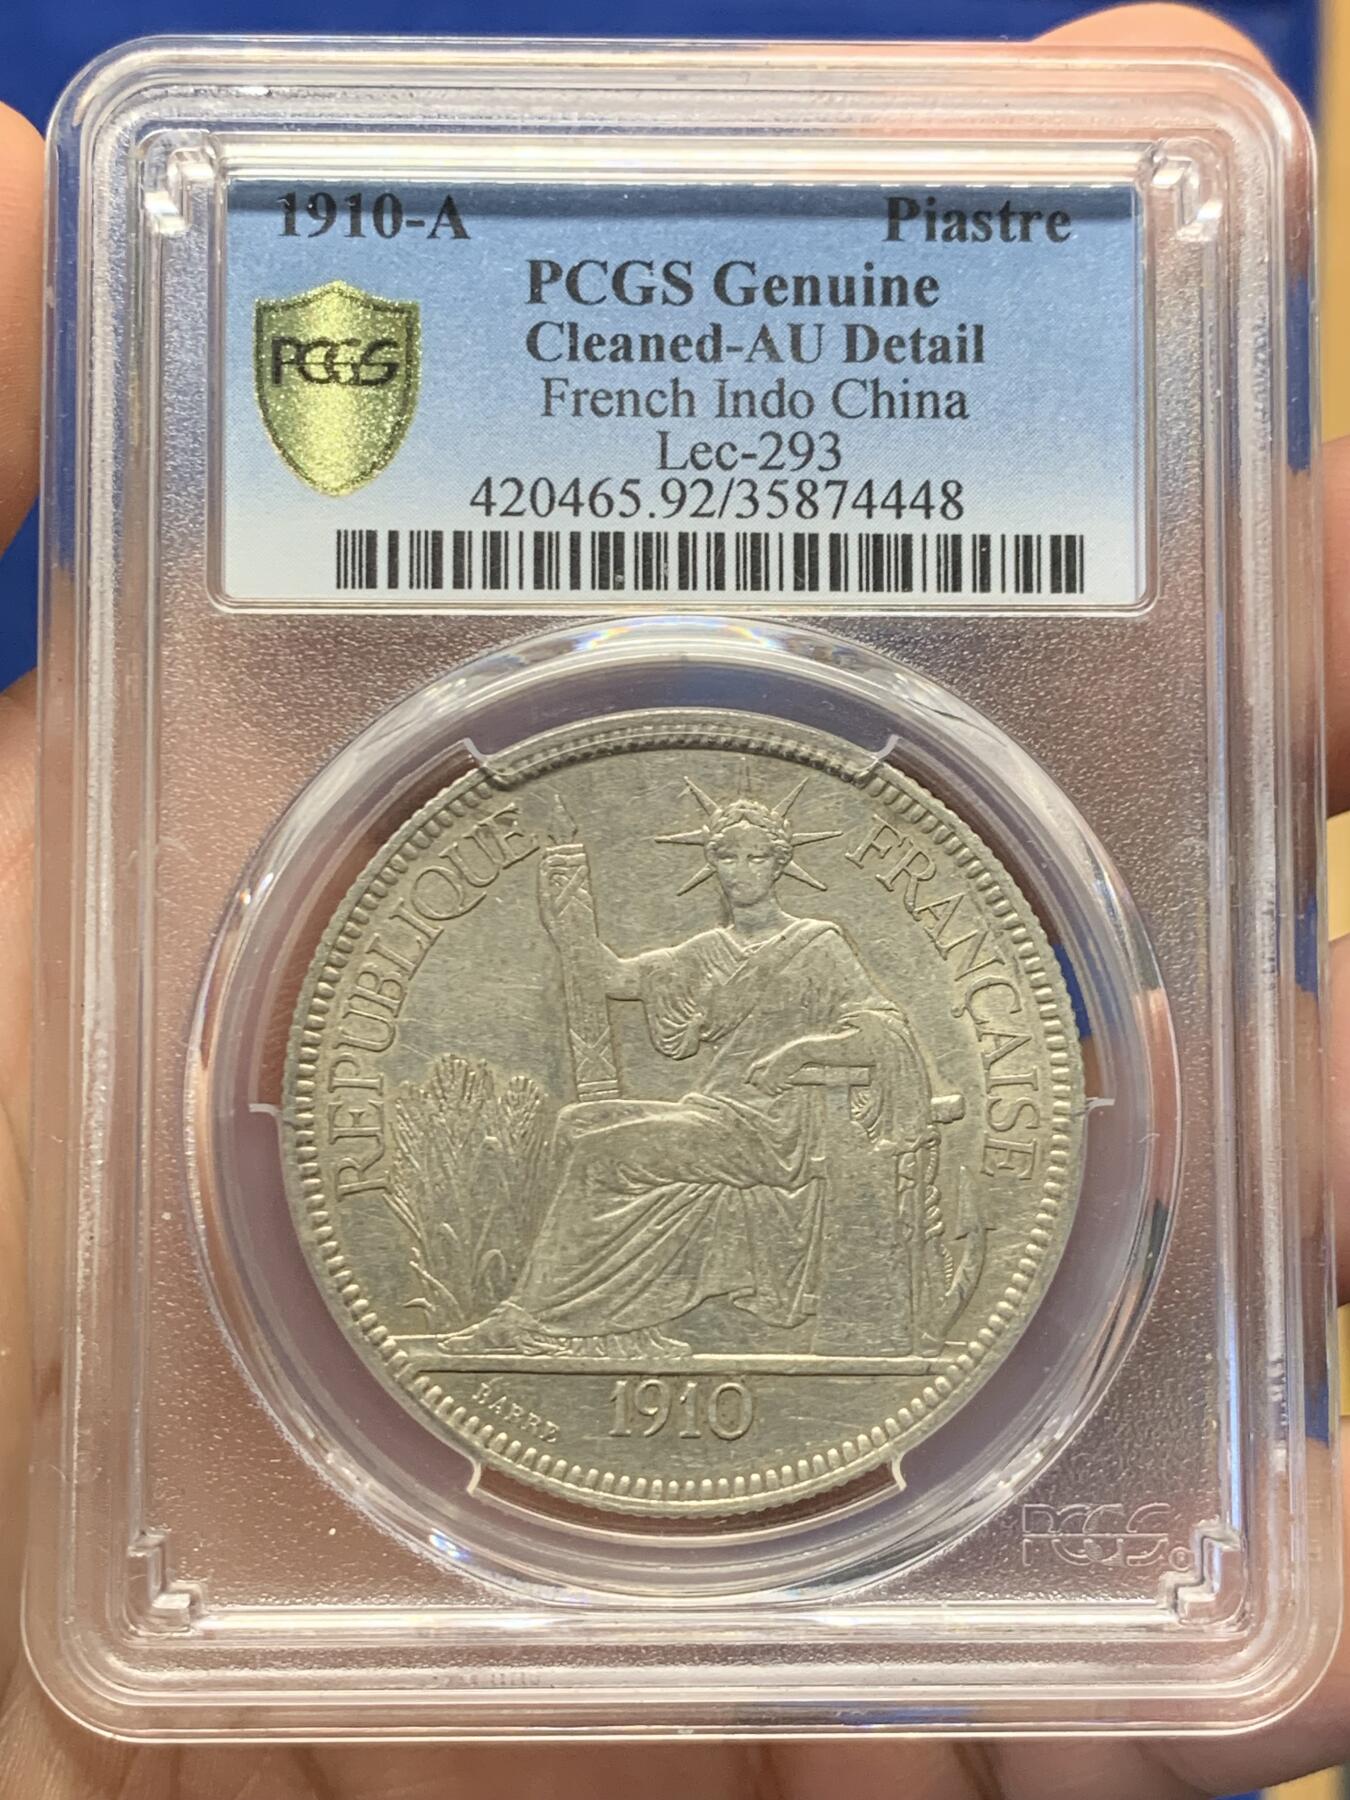 1910-A Piastre
PCGS Genuine
Cleaned-AU Detail
French Indo China
Lec-293
420465.92/35874448
PCGS
REPUBLIQUE FRANÇAISE
BARRE
1910
PCGS